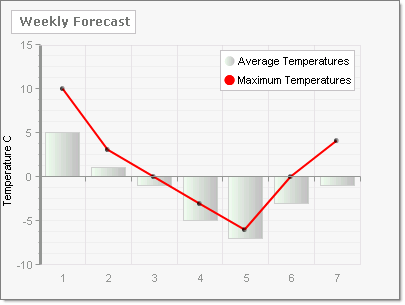 Weekly Forecast
15
Average Temperatures
Maximum Temperatures
10
5
0
-5
-10
Temperature C
1 2 3 4 5 6 7